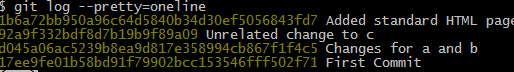 $ git log --pretty=oneline
1b6a72bb950a96c64d5840b34d30ef5056843fd7 Added standard HTML page
92a9f332bdf8d7b19b9f89a09 Unrelated change to c
d045a06ac5239b8ea9d817e358994cb867f1f4c5 Changes for a and b
17ee9fe01b58bd91f79902bcc153546fff502f71 First Commit